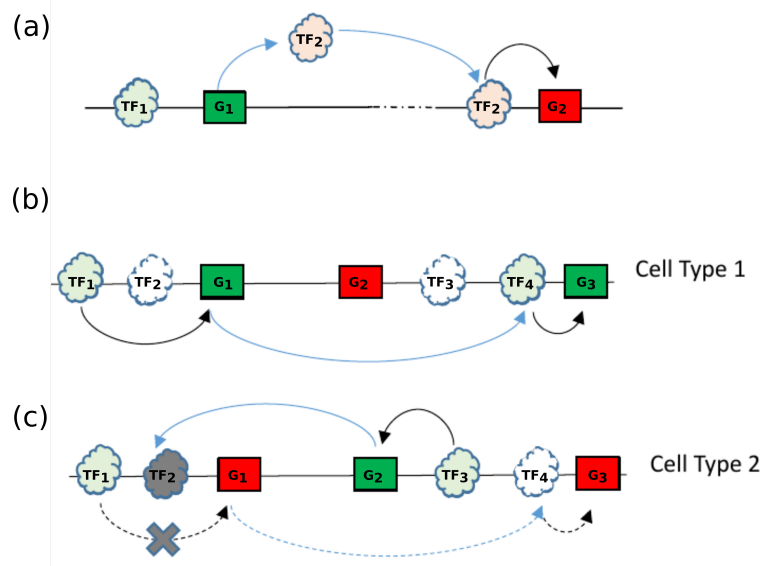 (a)
TF2
TF1 G1 TF2 G2
(b)
TF1 TF2 G1 G2 TF3 TF4 G3 Cell Type 1
(c)
TF1 TF2 G1 G2 TF3 TF4 G3 Cell Type 2